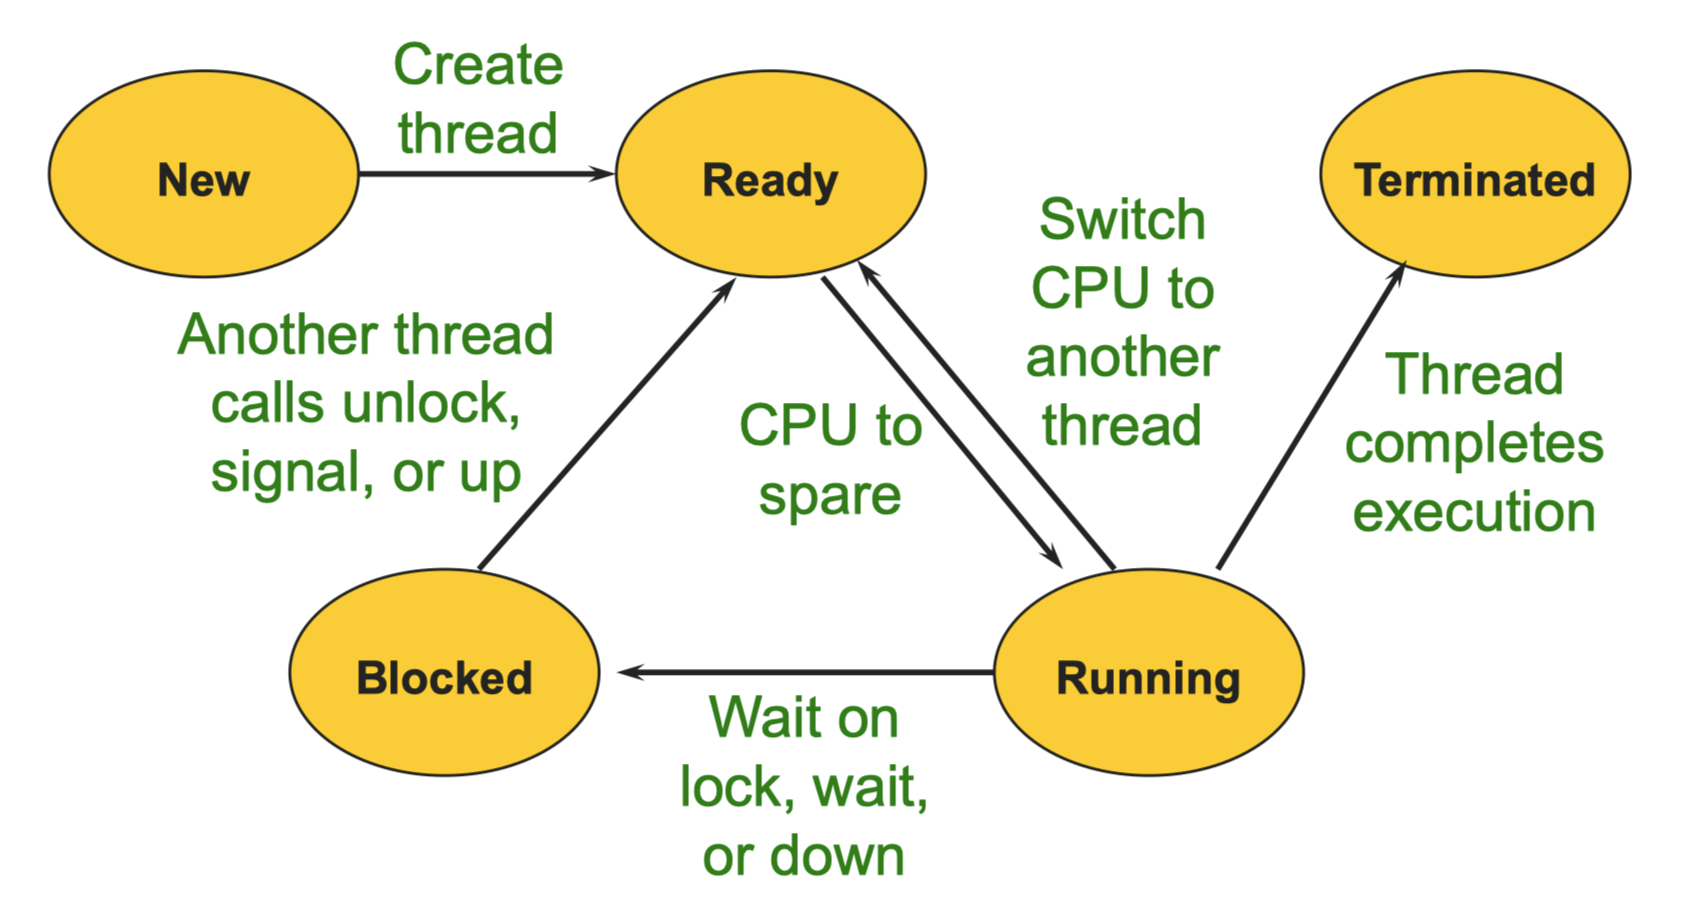 Create
thread
New
Ready
Terminated
Switch
CPU to
another
thread
Another thread
calls unlock,
signal, or up
CPU to
spare
Thread
completes
execution
Blocked
Running
Wait on
lock, wait,
or down